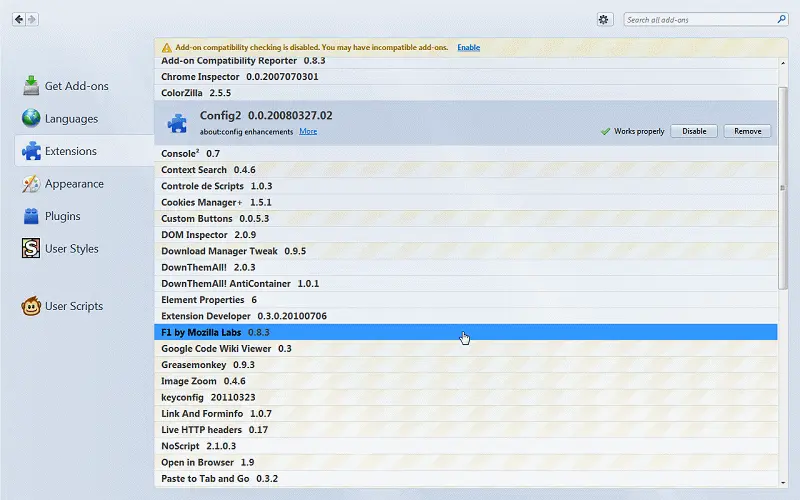 Search all add-ons
Add-on compatibility checking is disabled. You may have incompatible add-ons. Enable
Add-on Compatibility Reporter 0.8.3
Chrome Inspector 0.0.2007070301
ColorZilla 2.5.5
Config2 0.0.20080327.02
about:config enhancements More
Works properly Disable Remove
Console² 0.7
Context Search 0.4.6
Controle de Scripts 1.0.3
Cookies Manager+ 1.5.1
Custom Buttons 0.0.5.3
DOM Inspector 2.0.9
Download Manager Tweak 0.9.5
DownThemAll! 2.0.3
DownThemAll! AntiContainer 1.0.1
Element Properties 6
Extension Developer 0.3.0.20100706
F1 by Mozilla Labs 0.8.3
Google Code Wiki Viewer 0.3
Greasemonkey 0.9.3
Image Zoom 0.4.6
keyconfig 20110323
Link And Forminfo 1.0.7
Live HTTP headers 0.17
NoScript 2.1.0.3
Open in Browser 1.9
Paste to Tab and Go 0.3.2
Get Add-ons
Languages
Extensions
Appearance
Plugins
User Styles
User Scripts